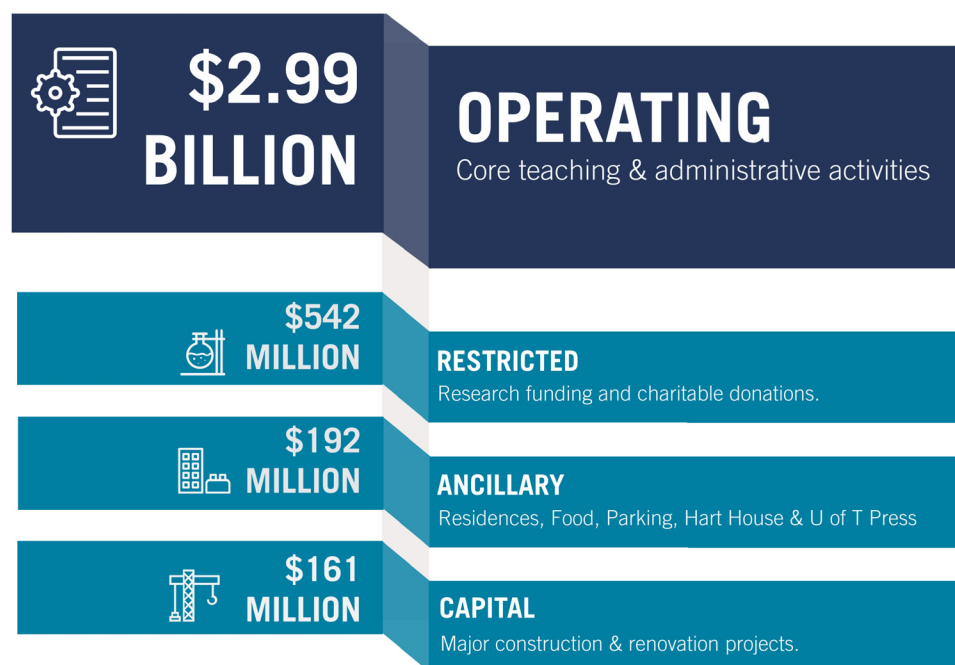 $2.99
BILLION
OPERATING
Core teaching & administrative activities
$542
MILLION
RESTRICTED
Research funding and charitable donations.
$192
MILLION
ANCILLARY
Residences, Food, Parking, Hart House & U of T Press
$161
MILLION
CAPITAL
Major construction & renovation projects.